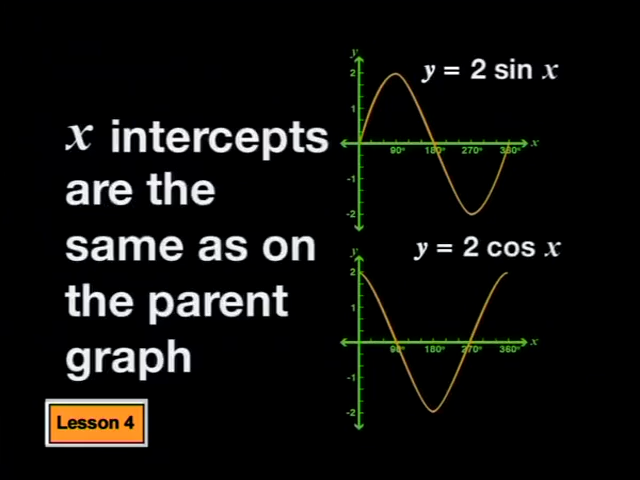 x intercepts
are the
same as on
the parent
graph
Lesson 4
y = 2 sin x
y
2
1
-1
-2
90° 180° 270° 360° x
y = 2 cos x
y
2
1
-1
-2
90° 180° 270° 360° x